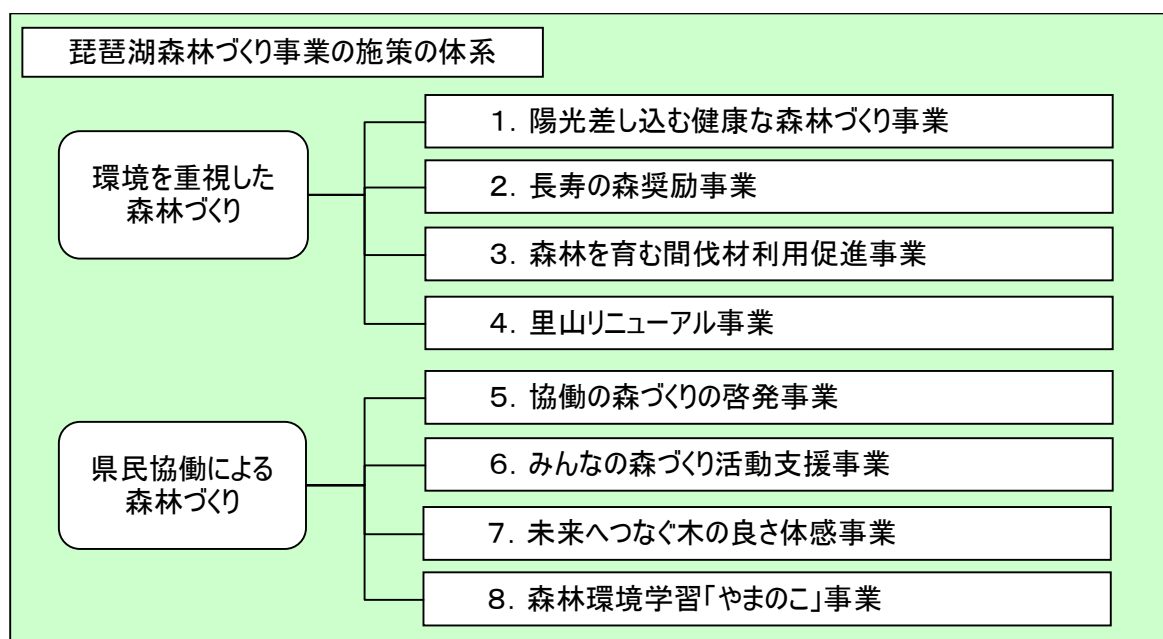 琵琶湖森林づくり事業の施策の体系
環境を重視した
森林づくり
１．陽光差し込む健康な森林づくり事業
２．長寿の森奨励事業
３．森林を育む間伐材利用促進事業
４．里山リニューアル事業
県民協働による
森林づくり
５．協働の森づくりの啓発事業
６．みんなの森づくり活動支援事業
７．未来へつなぐ木の良さ体感事業
８．森林環境学習「やまのこ」事業